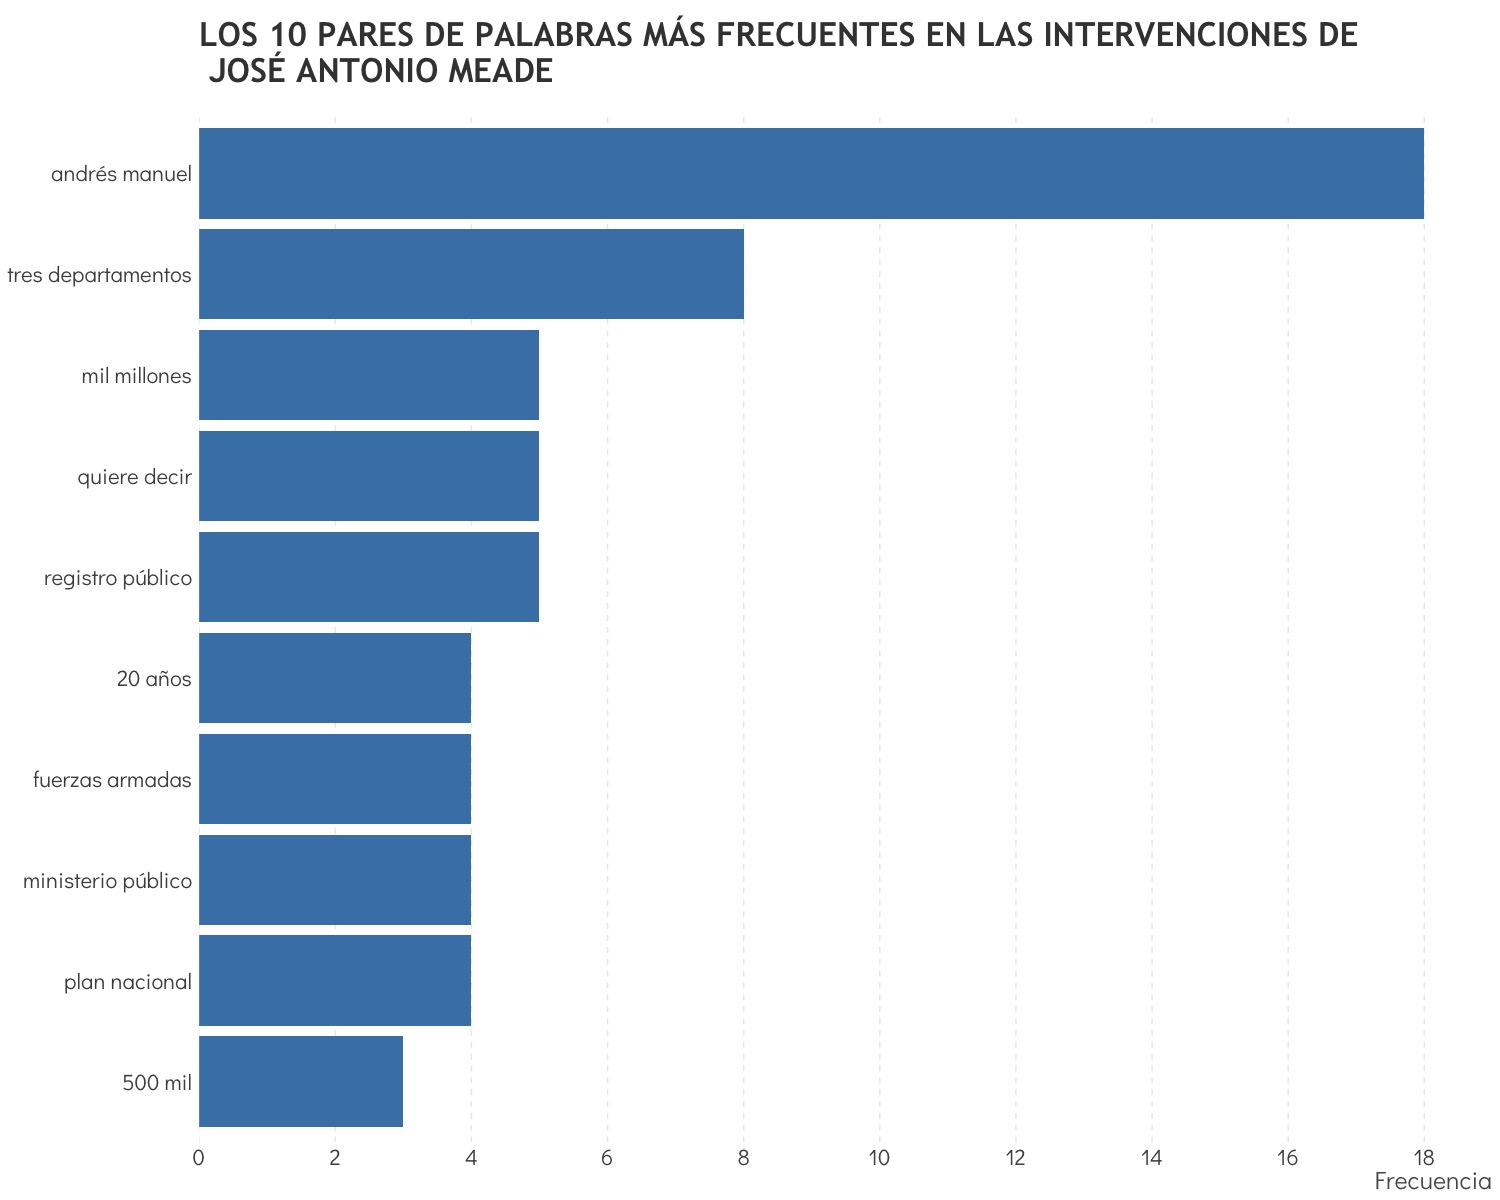 LOS 10 PARES DE PALABRAS MÁS FRECUENTES EN LAS INTERVENCIONES DE
JOSÉ ANTONIO MEADE
andrés manuel
tres departamentos
mil millones
quiere decir
registro público
20 años
fuerzas armadas
ministerio público
plan nacional
500 mil
0 2 4 6 8 10 12 14 16 18
Frecuencia